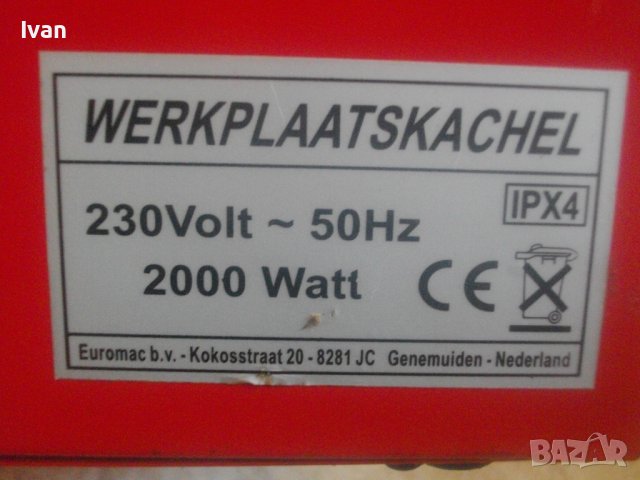 Ivan
WERKPLAATSKACHEL
230Volt ~ 50Hz
IPX4
2000 Watt
CE
Euromac b.v. - Kokosstraat 20 - 8281 JC Genemuiden - Nederland
BAZAR